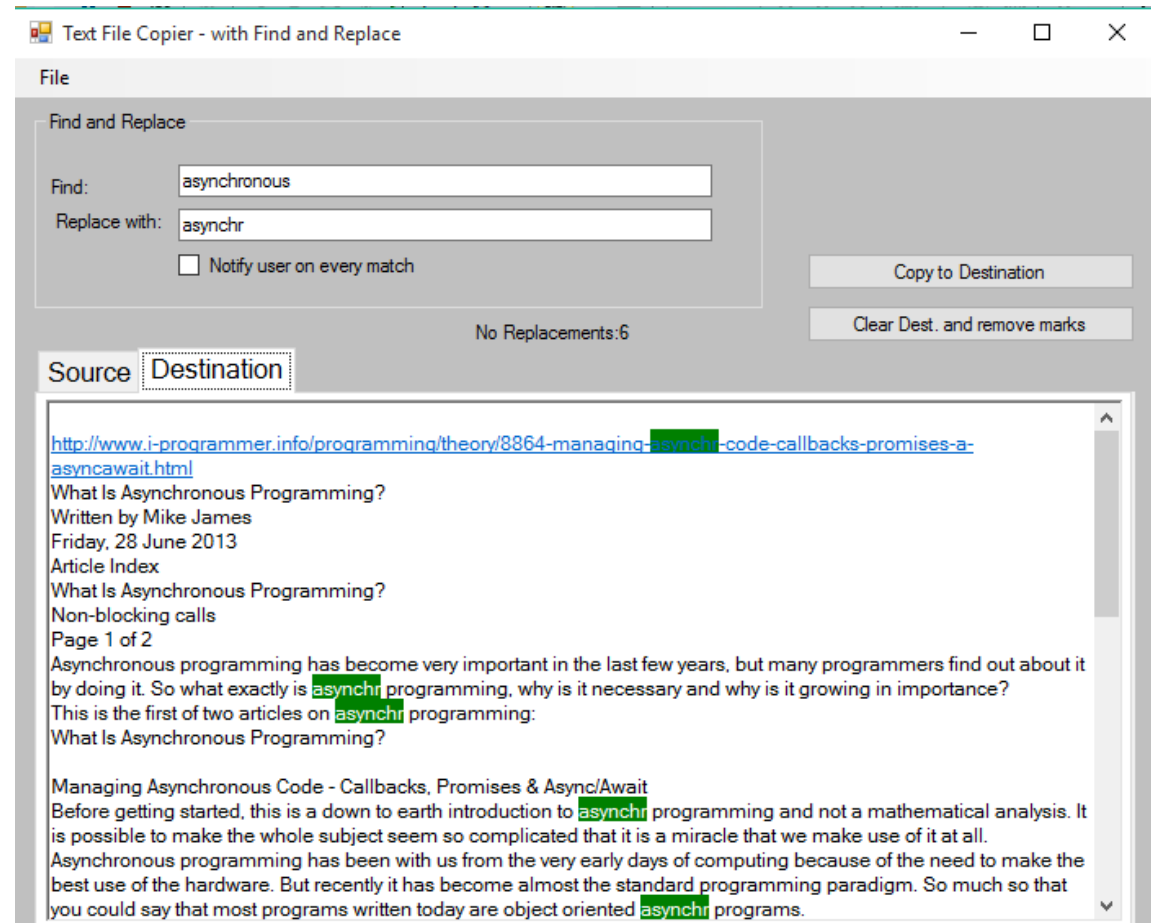 Text File Copier - with Find and Replace
File
Find and Replace
Find:
asynchronous
Replace with:
asynchr
Notify user on every match
Copy to Destination
No Replacements:6
Clear Dest. and remove marks
Source
Destination
http://www.i-programmer.info/programming/theory/8864-managing-asynchr-code-callbacks-promises-a-
asyncawait.html
What Is Asynchronous Programming?
Written by Mike James
Friday, 28 June 2013
Article Index
What Is Asynchronous Programming?
Non-blocking calls
Page 1 of 2
Asynchronous programming has become very important in the last few years, but many programmers find out about it
by doing it. So what exactly is asynchr programming, why is it necessary and why is it growing in importance?
This is the first of two articles on asynchr programming:
What Is Asynchronous Programming?
Managing Asynchronous Code - Callbacks, Promises & Async/Await
Before getting started, this is a down to earth introduction to asynchr programming and not a mathematical analysis. It
is possible to make the whole subject seem so complicated that it is a miracle that we make use of it at all.
Asynchronous programming has been with us from the very early days of computing because of the need to make the
best use of the hardware. But recently it has become almost the standard programming paradigm. So much so that
you could say that most programs written today are object oriented asynchr programs.